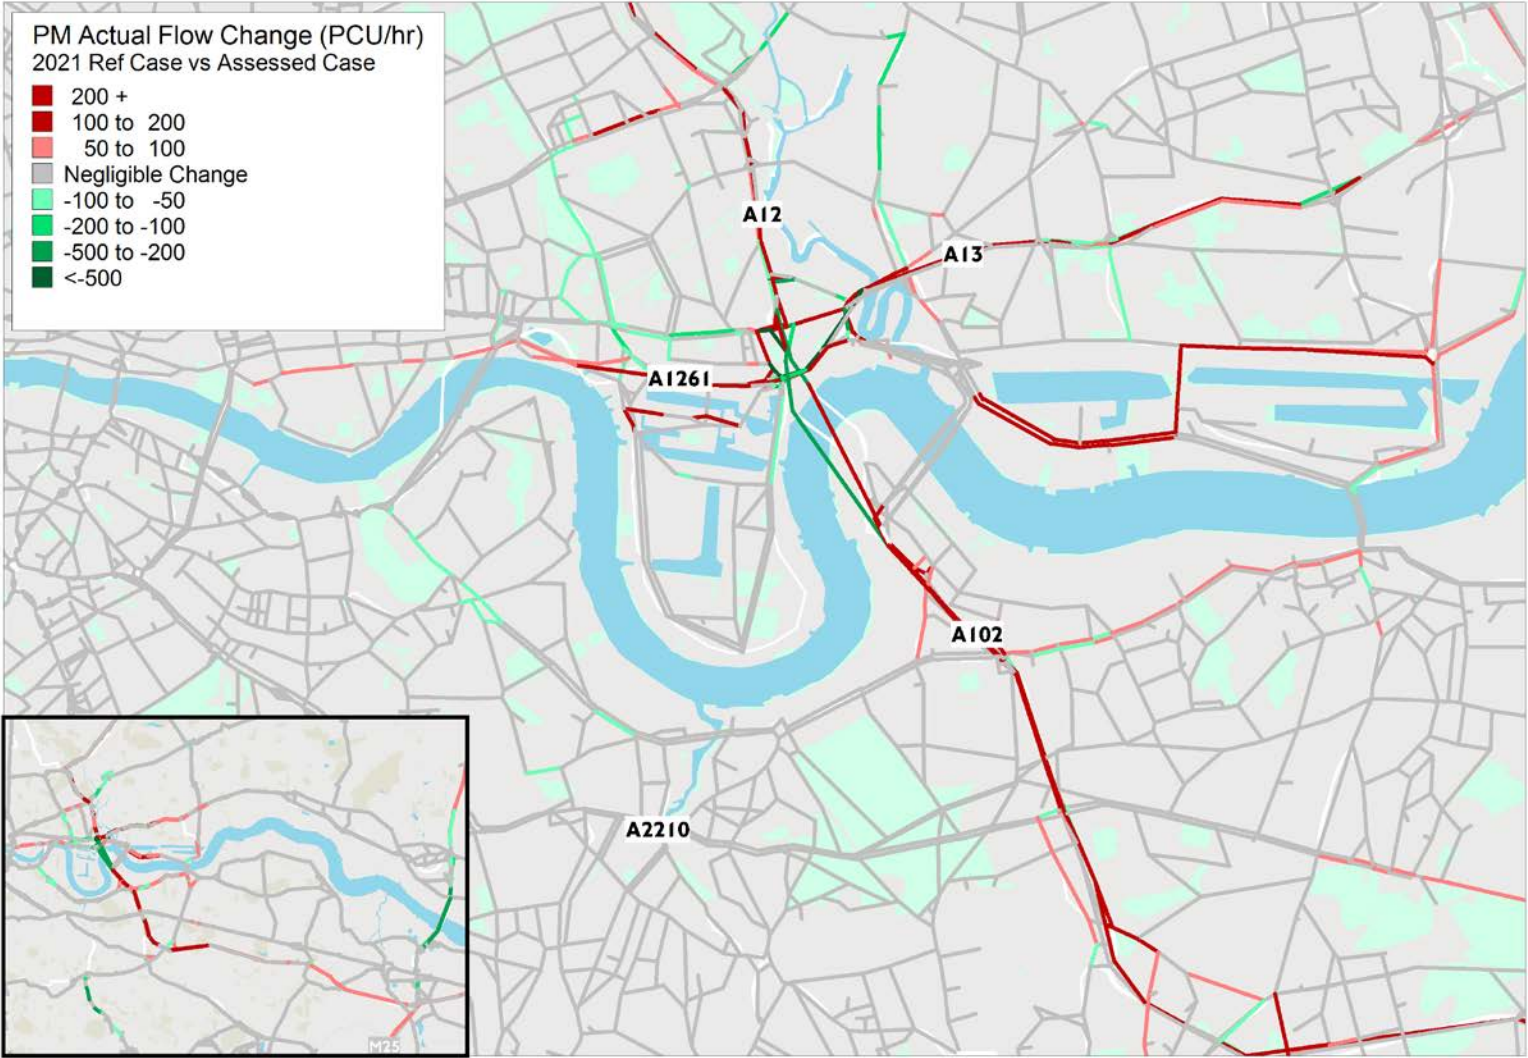 PM Actual Flow Change (PCU/hr)
2021 Ref Case vs Assessed Case
200 +
100 to 200
50 to 100
Negligible Change
-100 to -50
-200 to -100
-500 to -200
<-500
A12
A13
A1261
A102
A2210
M25